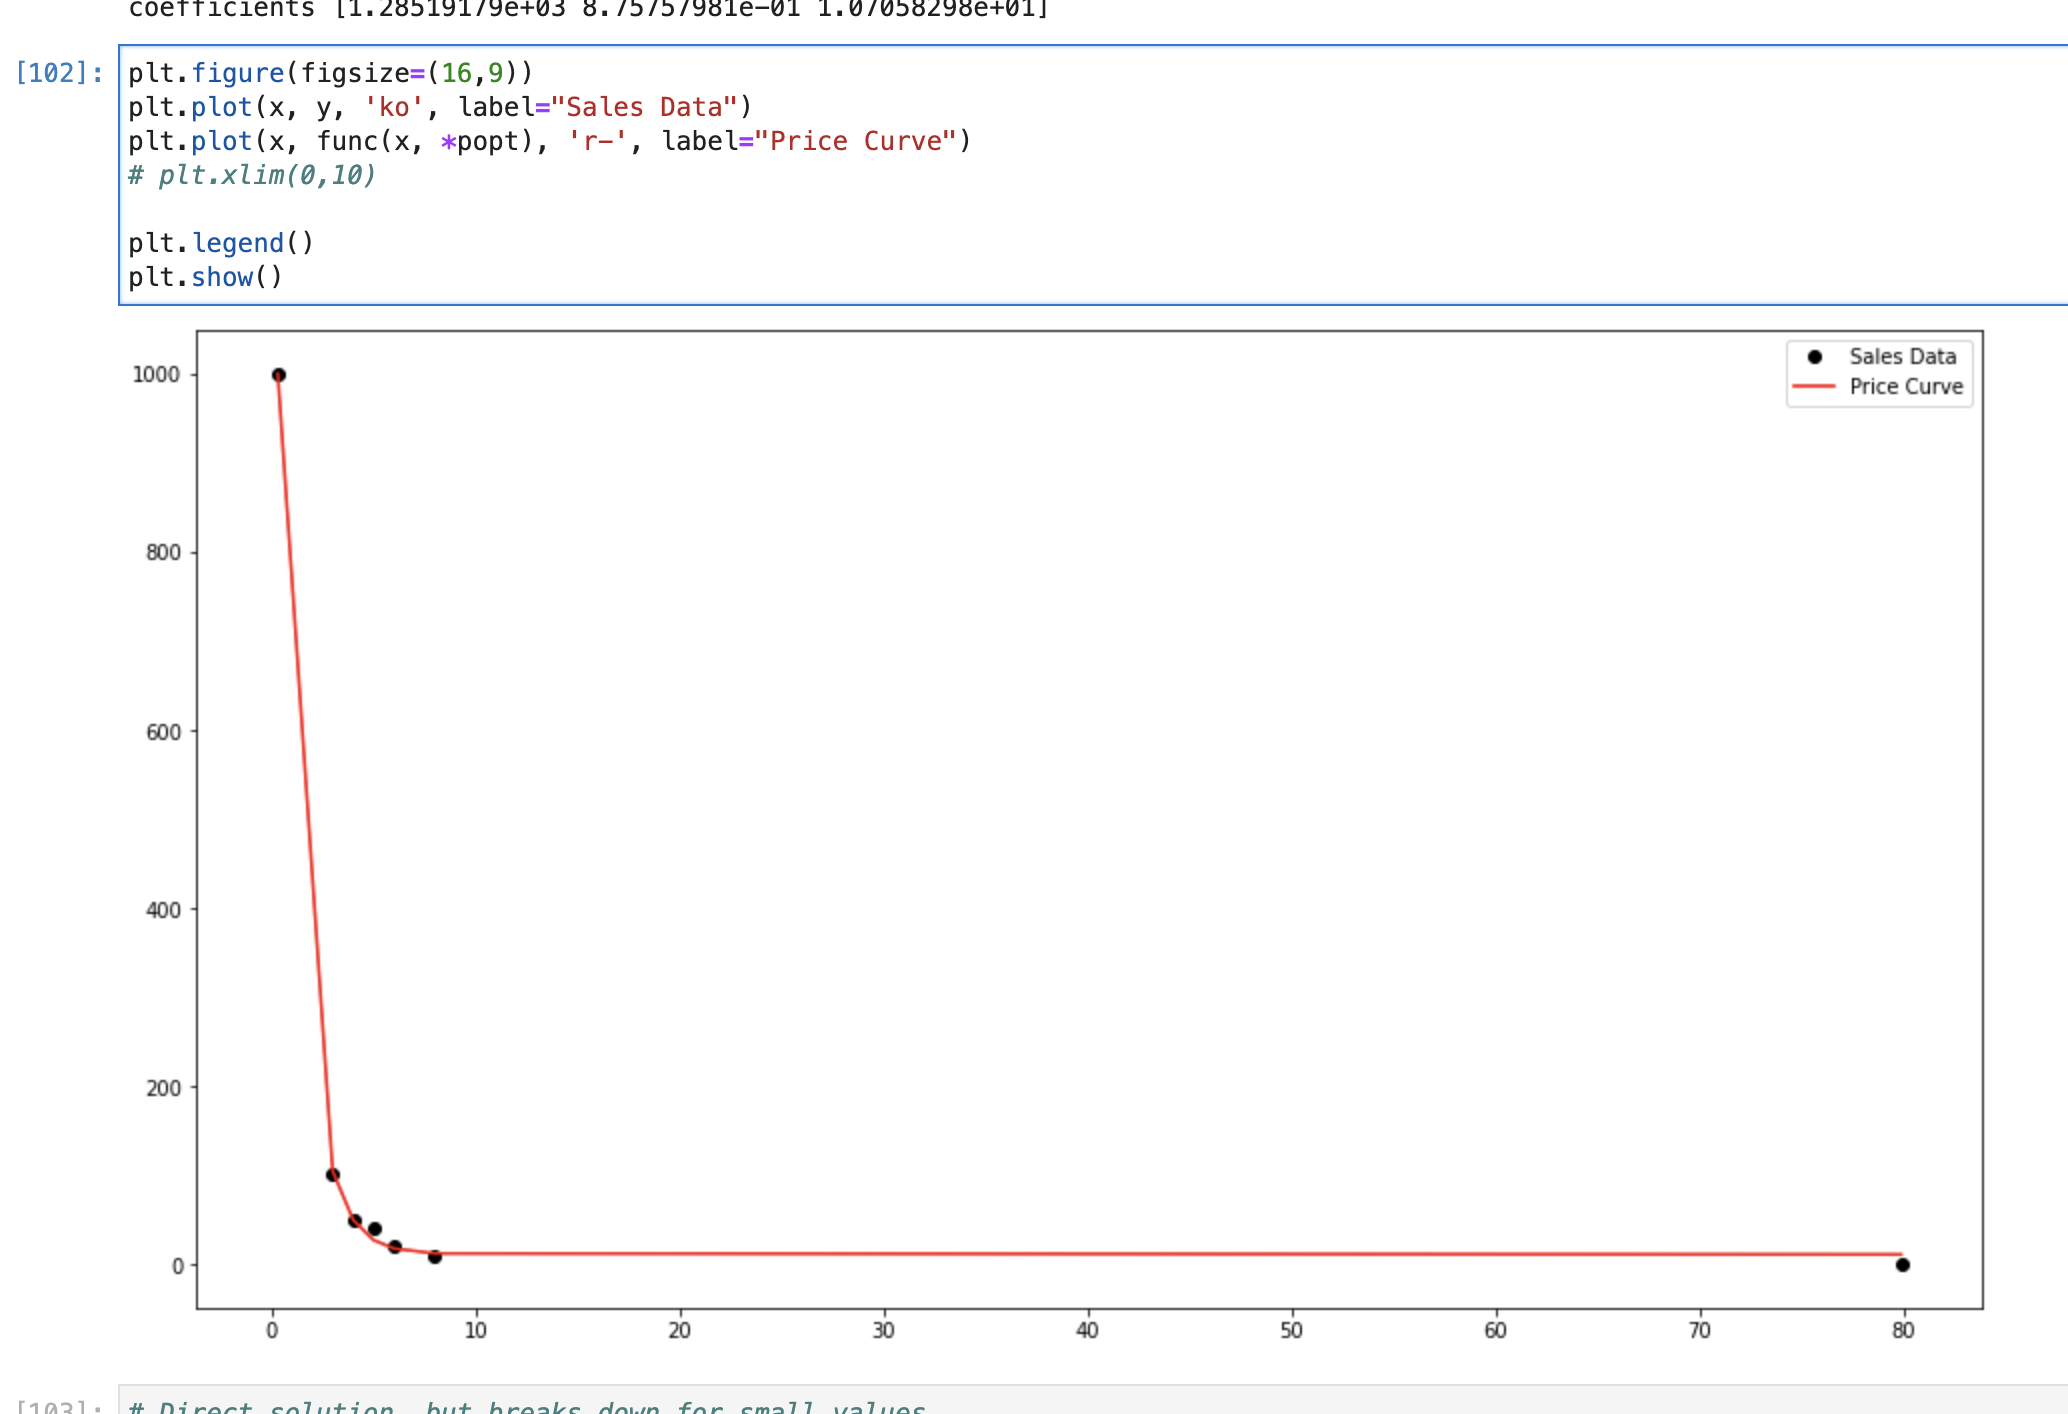 coefficients [1.28519179e+03 8.75757981e-01 1.07058298e+01]
[102]:
plt.figure(figsize=(16,9))
plt.plot(x, y, 'ko', label="Sales Data")
plt.plot(x, func(x, *popt), 'r-', label="Price Curve")
# plt.xlim(0,10)
plt.legend()
plt.show()
Sales Data
Price Curve
1000
800
600
400
200
0
0 10 20 30 40 50 60 70 80
[103]:
# Direct solution, but breaks down for small values